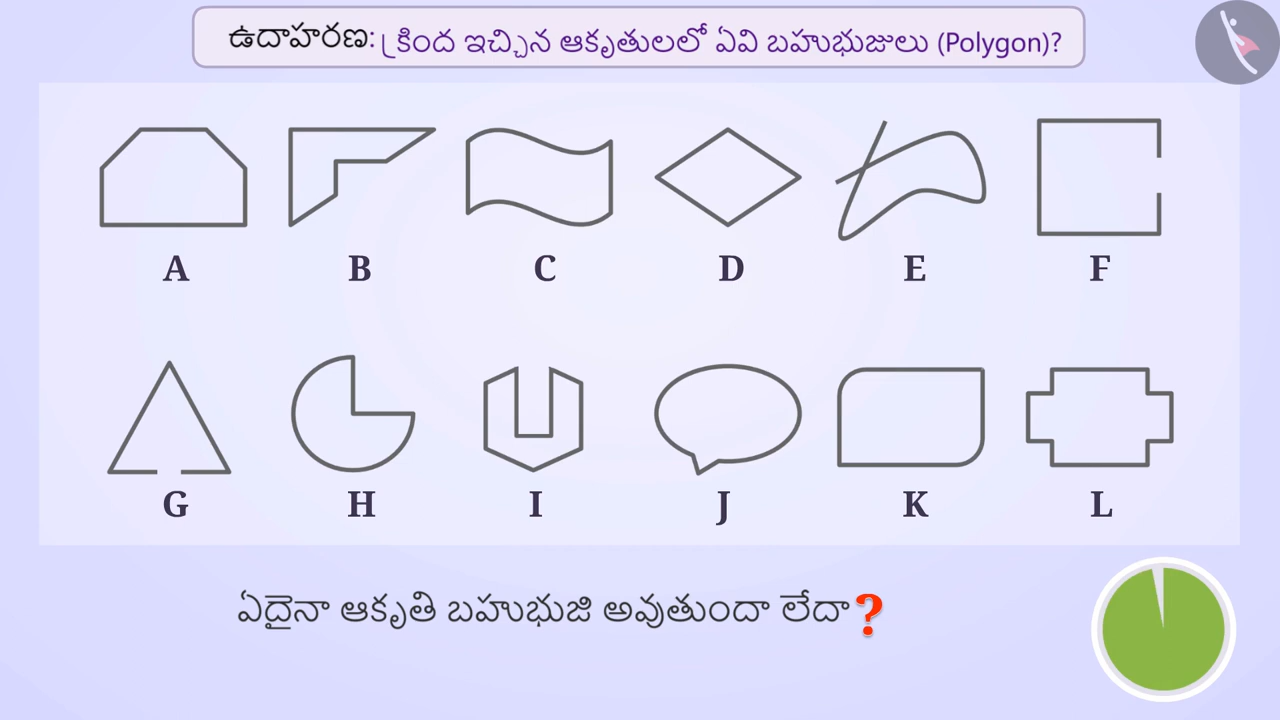 ఉదాహరణ: క్రింద ఇచ్చిన ఆకృతులలో ఏవి బహుభుజులు (Polygon)?
A B C D E F
G H I J K L
ఏదైనా ఆకృతి బహుభుజి అవుతుందా లేదా?